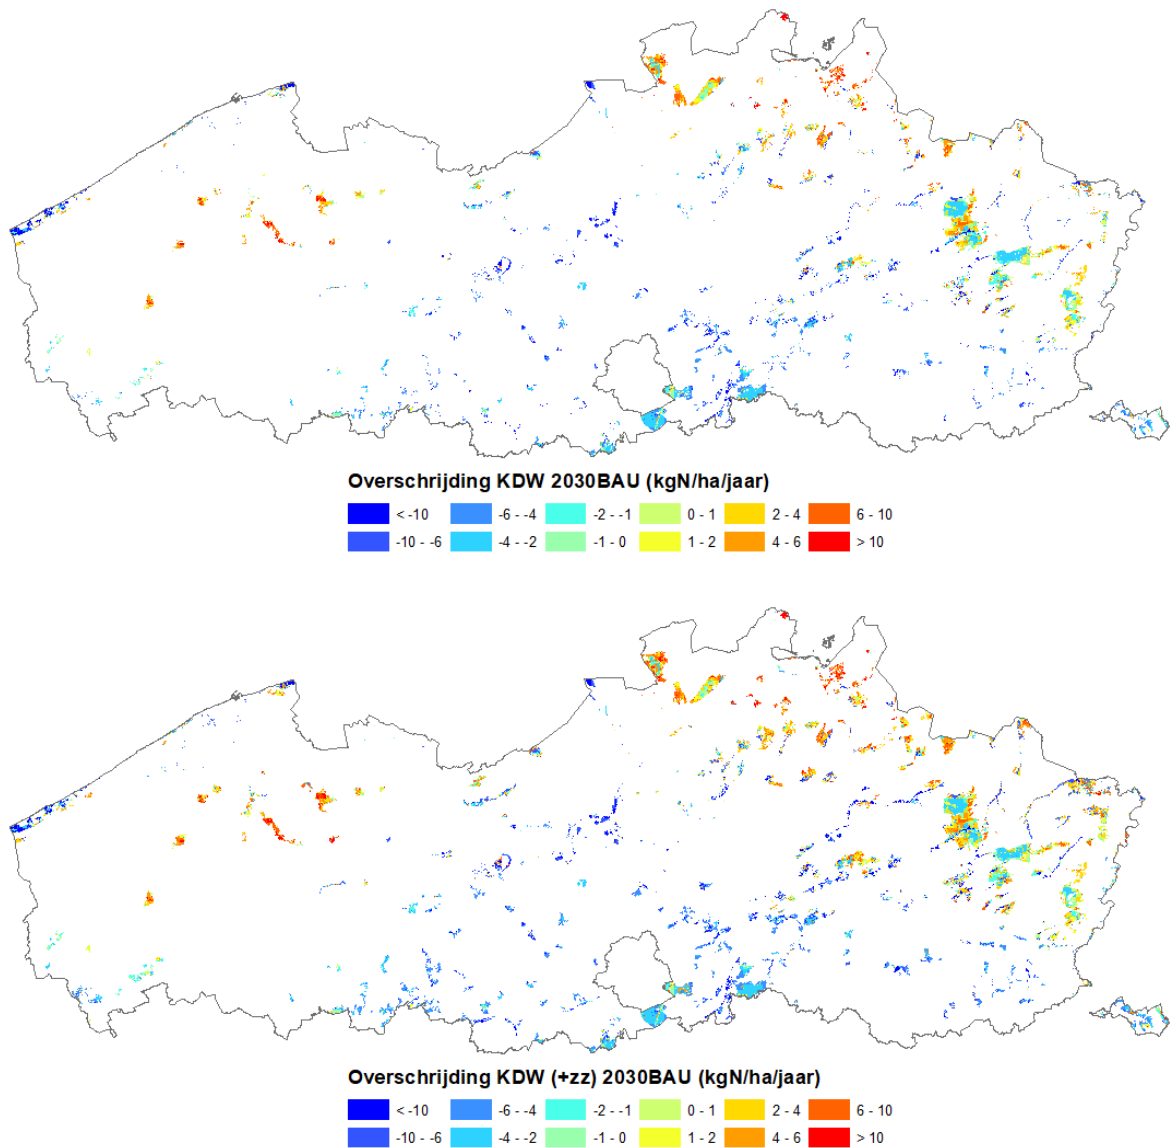 Overschrijding KDW 2030BAU (kgN/ha/jaar)
< -10 -6 - -4 -2 - -1 0 - 1 2 - 4 6 - 10
-10 - -6 -4 - -2 -1 - 0 1 - 2 4 - 6 > 10
Overschrijding KDW (+zz) 2030BAU (kgN/ha/jaar)
< -10 -6 - -4 -2 - -1 0 - 1 2 - 4 6 - 10
-10 - -6 -4 - -2 -1 - 0 1 - 2 4 - 6 > 10